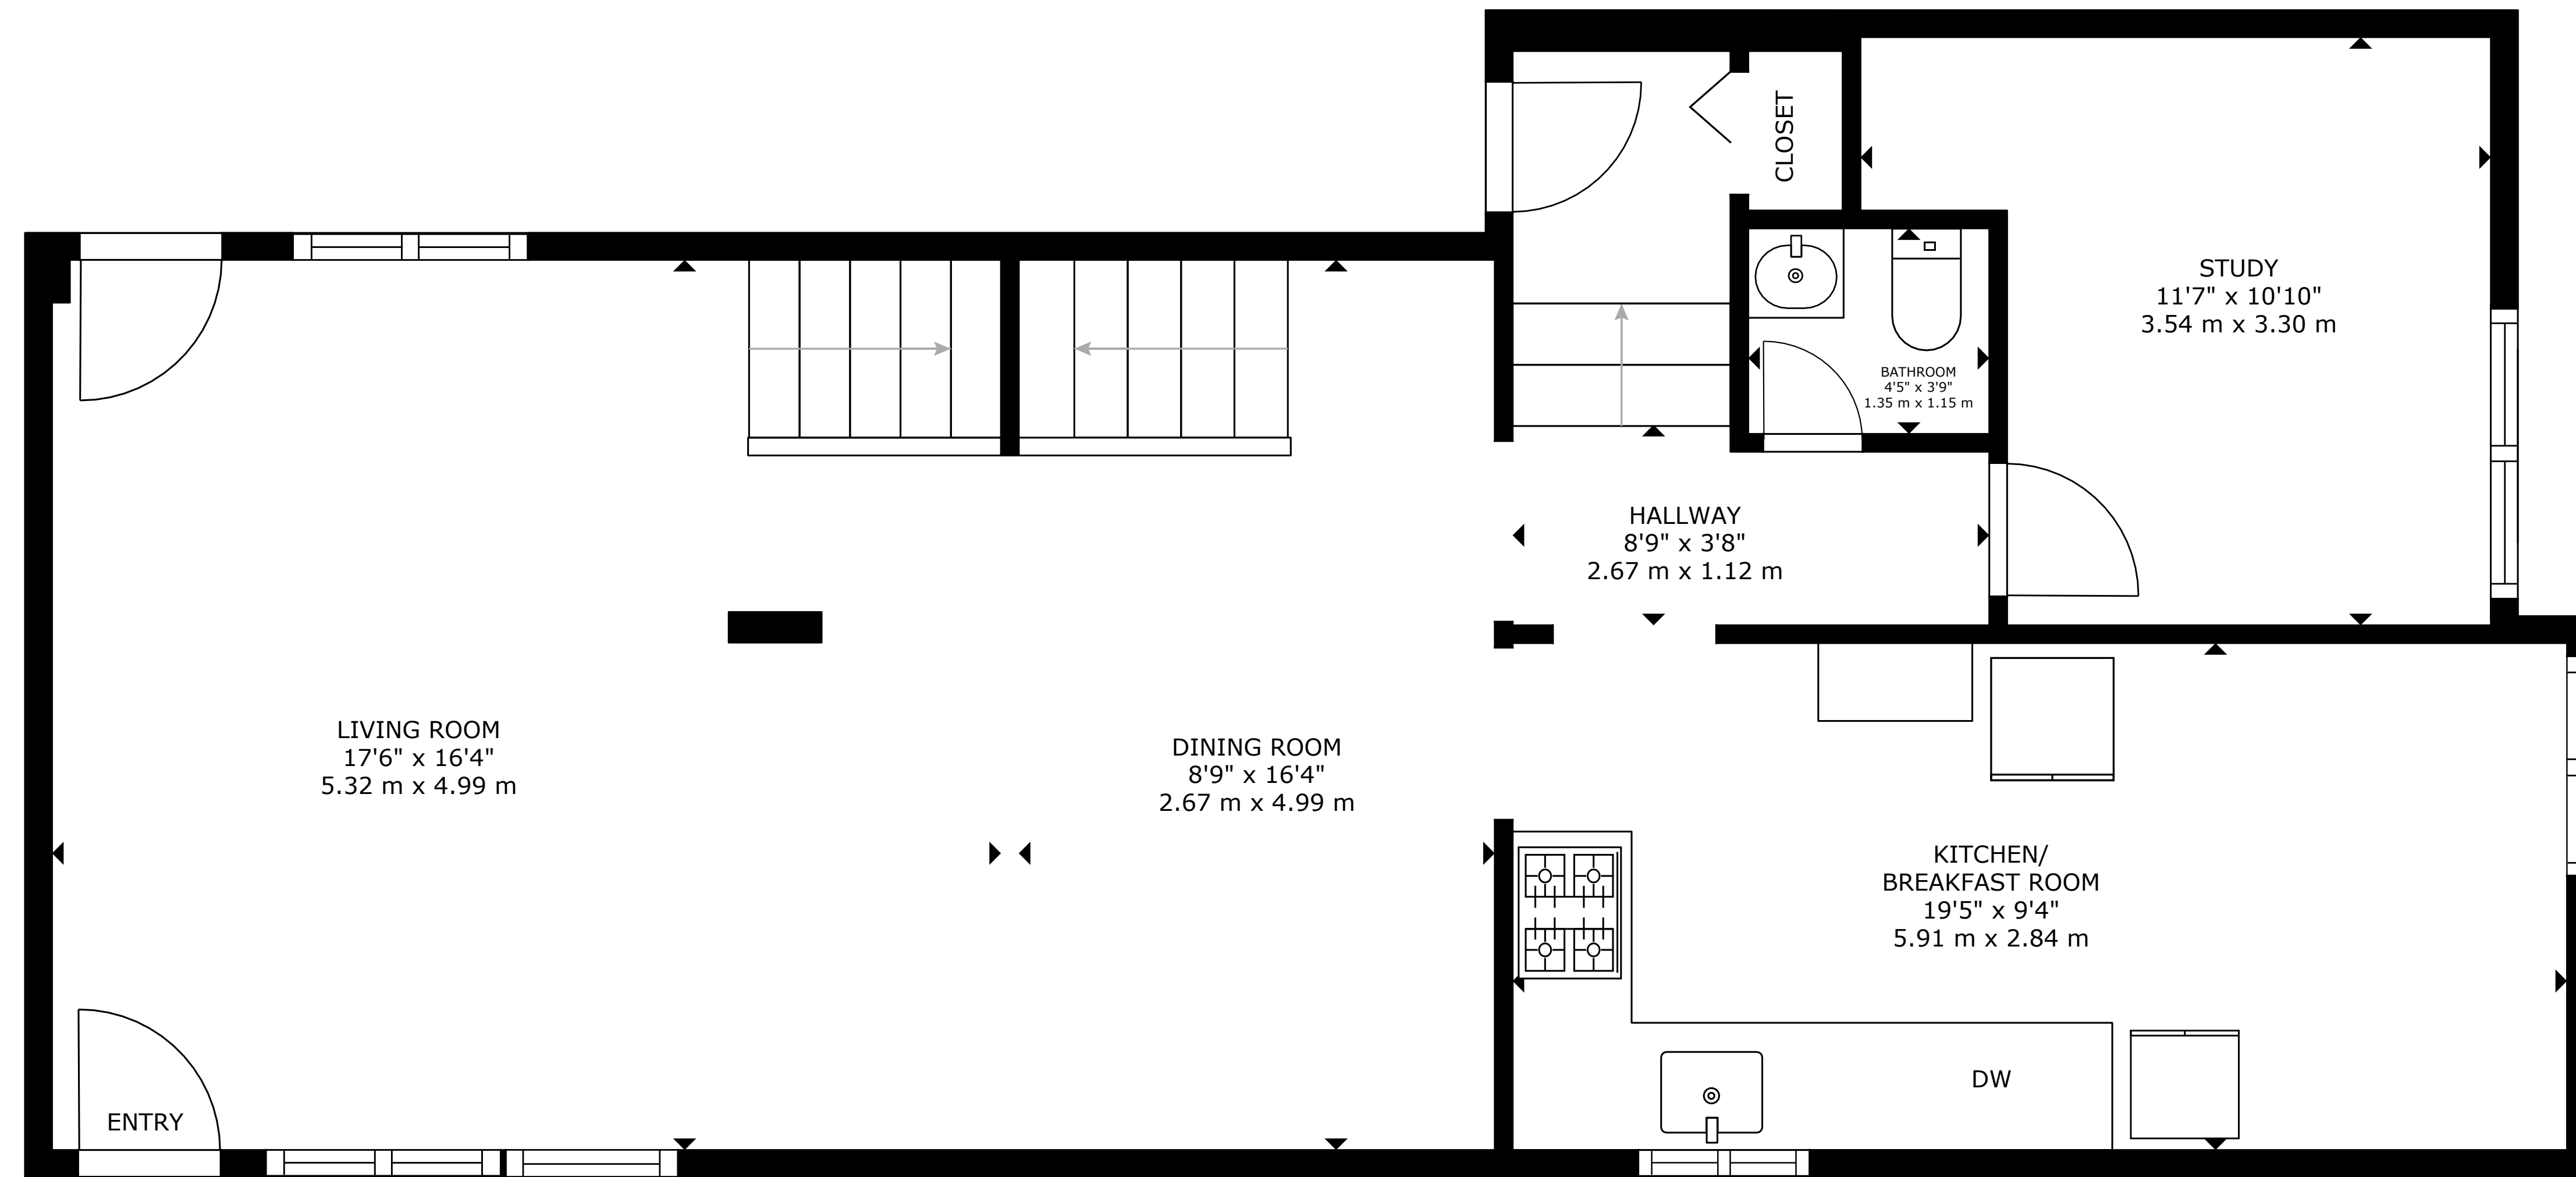 CLOSET
STUDY
11'7" x 10'10"
3.54 m x 3.30 m
BATHROOM
4'5" x 3'9"
1.35 m x 1.15 m
HALLWAY
8'9" x 3'8"
2.67 m x 1.12 m
LIVING ROOM
17'6" x 16'4"
5.32 m x 4.99 m
DINING ROOM
8'9" x 16'4"
2.67 m x 4.99 m
KITCHEN/
BREAKFAST ROOM
19'5" x 9'4"
5.91 m x 2.84 m
DW
ENTRY